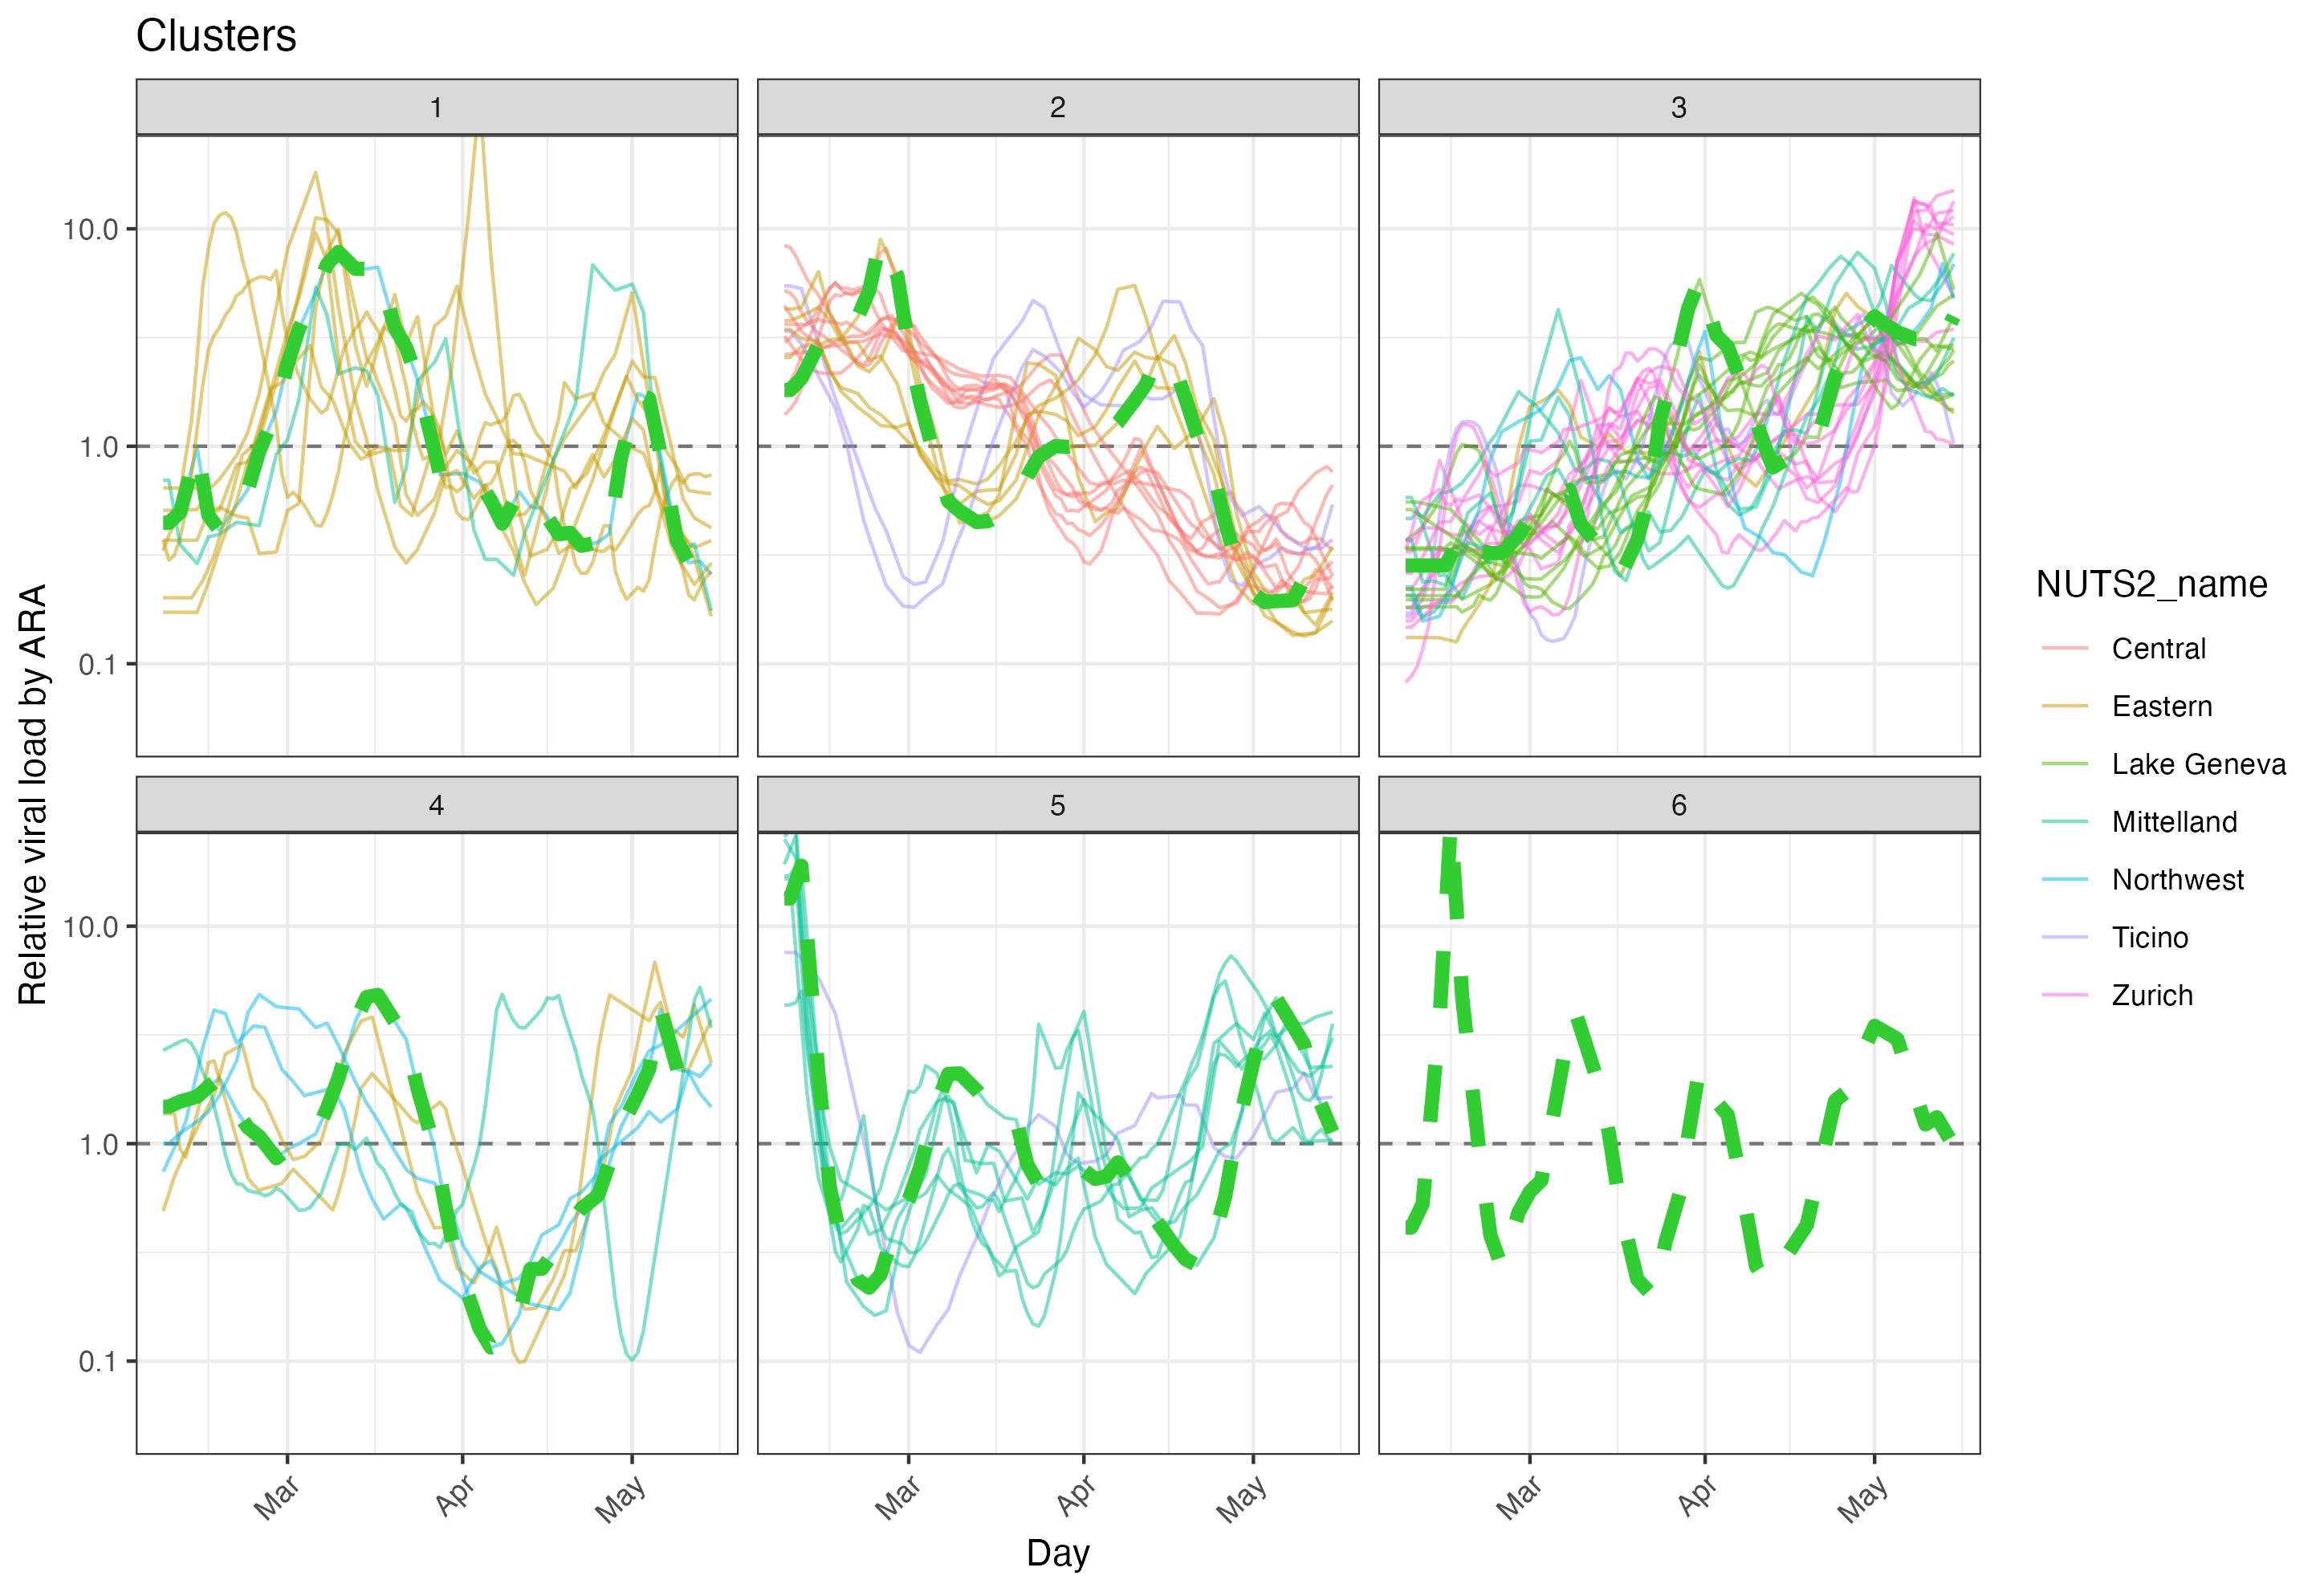 Clusters
1
2
3
10.0
1.0
0.1
4
5
6
10.0
1.0
0.1
Mar
Apr
May
Mar
Apr
May
Mar
Apr
May
Day
Relative viral load by ARA
NUTS2_name
Central
Eastern
Lake Geneva
Mittelland
Northwest
Ticino
Zurich